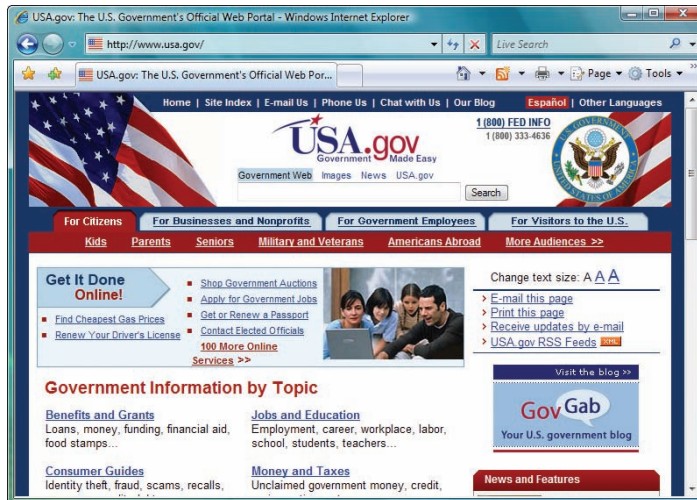 USA.gov: The U.S. Government's Official Web Portal - Windows Internet Explorer
http://www.usa.gov/
Live Search
USA.gov: The U.S. Government's Official Web Por...
Page
Tools
Home | Site Index | E-mail Us | Phone Us | Chat with Us | Our Blog
Español | Other Languages
USA.gov
Government Made Easy
1 (800) FED INFO
1 (800) 333-4636
Government Web Images News USA.gov
Search
For Citizens
For Businesses and Nonprofits
For Government Employees
For Visitors to the U.S.
Kids Parents Seniors Military and Veterans Americans Abroad More Audiences >>
Get It Done
Online!
Find Cheapest Gas Prices
Renew Your Driver's License
Shop Government Auctions
Apply for Government Jobs
Get or Renew a Passport
Contact Elected Officials
100 More Online
Services >>
Change text size: A A A
E-mail this page
Print this page
Receive updates by e-mail
USA.gov RSS Feeds XML
Visit the blog >>
Gov Gab
Your U.S. government blog
Government Information by Topic
Benefits and Grants
Loans, money, funding, financial aid,
food stamps...
Jobs and Education
Employment, career, workplace, labor,
school, students, teachers...
Consumer Guides
Identity theft, fraud, scams, recalls,
Money and Taxes
Unclaimed government money, credit,
News and Features